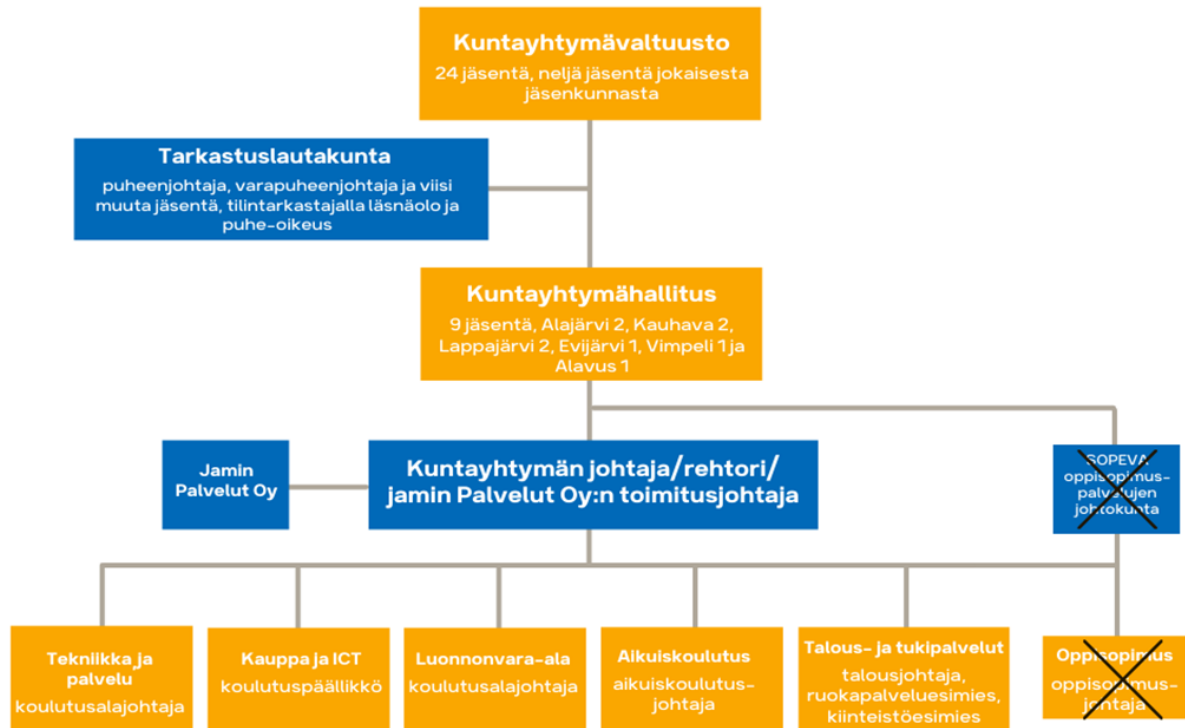 Kuntayhtymävaltuusto
24 jäsentä, neljä jäsentä jokaisesta
jäsenkunnasta
Tarkastuslautakunta
puheenjohtaja, varapuheenjohtaja ja viisi
muuta jäsentä, tilintarkastajalla läsnäolo ja
puhe-oikeus
Kuntayhtymähallitus
9 jäsentä, Alajärvi 2, Kauhava 2,
Lappajärvi 2, Evijärvi 1, Vimpeli 1 ja
Alavus 1
Jamin
Palvelut Oy
Kuntayhtymän johtaja/rehtori/
jamin Palvelut Oy:n toimitusjohtaja
SOPEVA
oppisopimus-
palvelujen
johtokunta
Tekniikka ja
palvelu
koulutusalajohtaja
Kauppa ja ICT
koulutuspäällikkö
Luonnonvara-ala
koulutusalajohtaja
Aikuiskoulutus
aikuiskoulutus-
johtaja
Talous- ja tukipalvelut
talousjohtaja,
ruokapalveluesimies,
kiinteistöesimies
Oppisopimus
oppisopimus-
johtaja